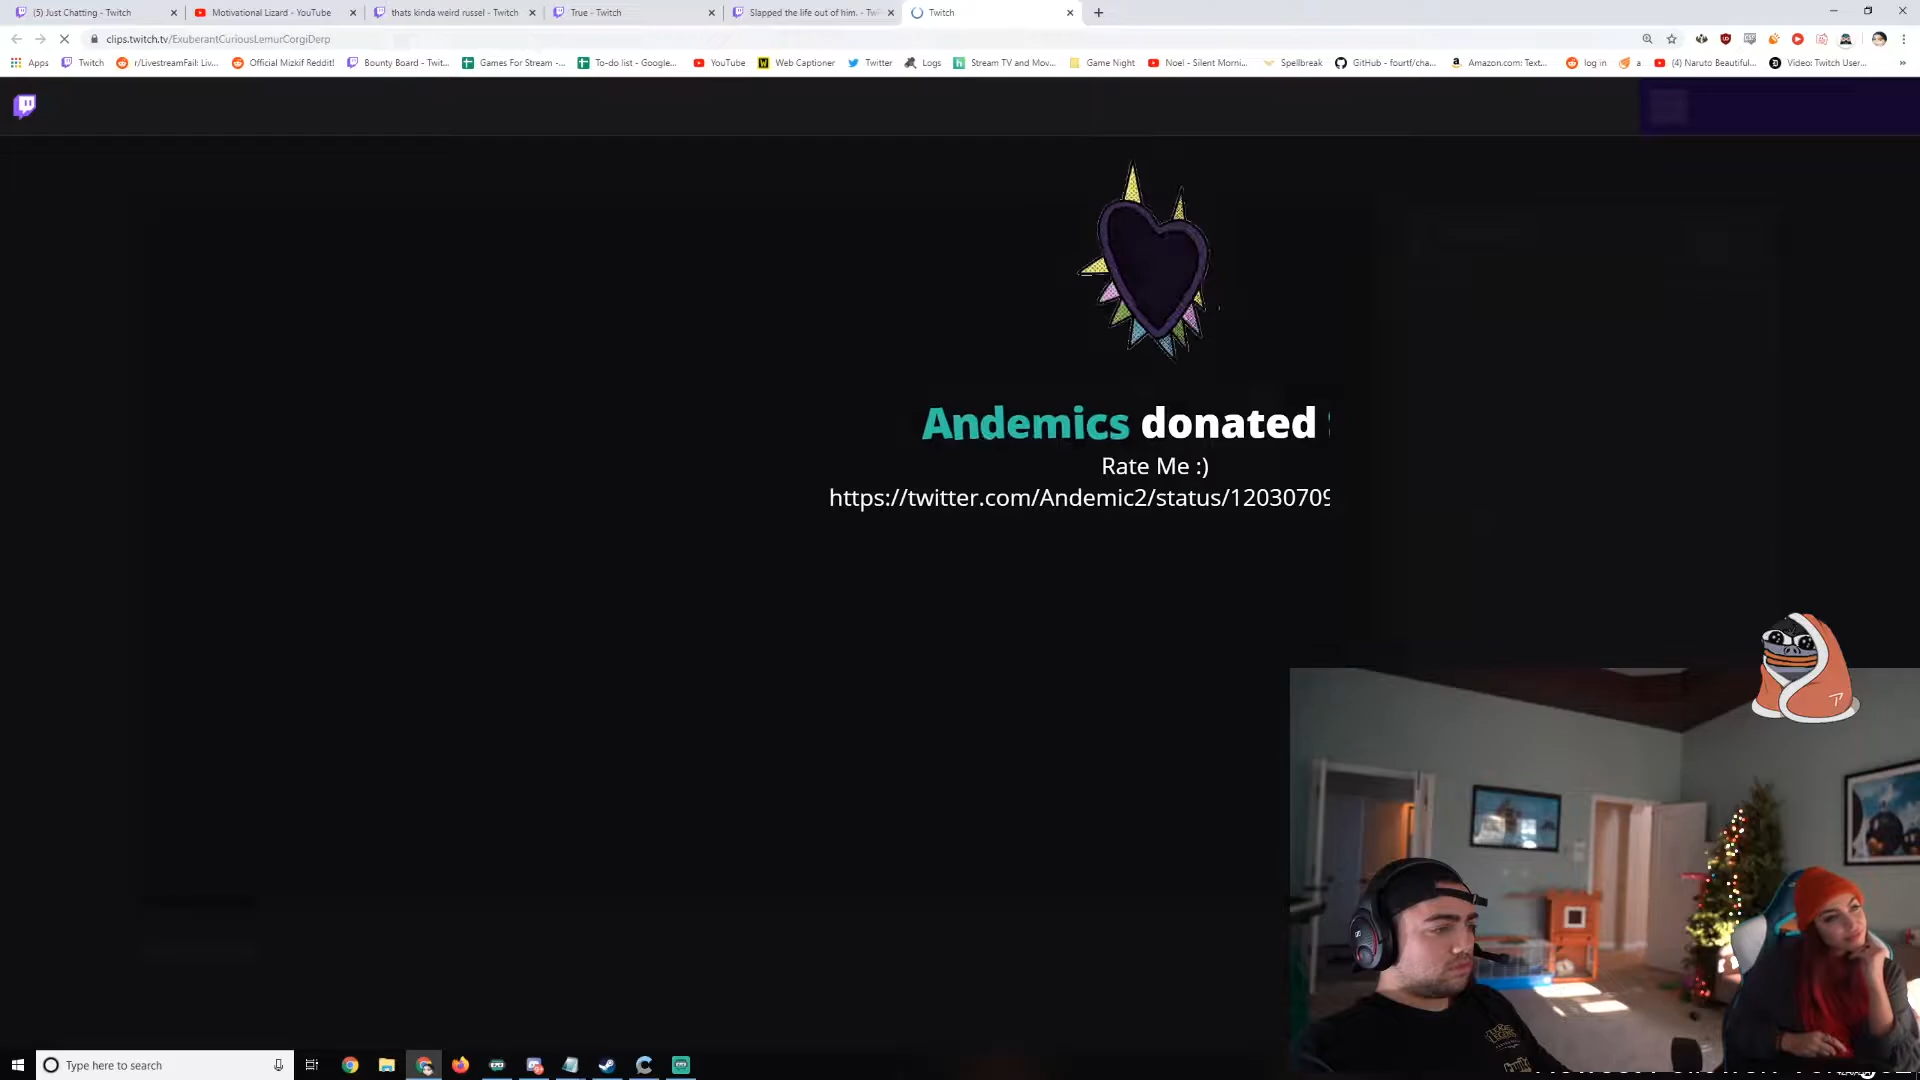 (5) Just Chatting - Twitch
Motivational Lizard - YouTube
thats kinda weird russel - Twitch
True - Twitch
Slapped the life out of him. - Tw
Twitch
clips.twitch.tv/ExuberantCuriousLemurCorgiDerp
Apps
Twitch
r/LivestreamFail: Liv...
Official Mizkif Reddit!
Bounty Board - Twit...
Games For Stream -...
To-do list - Google...
YouTube
Web Captioner
Twitter
Logs
Stream TV and Mov...
Game Night
Noel - Silent Morni...
Spellbreak
GitHub - fourtf/cha...
Amazon.com: Text...
log in
a
(4) Naruto Beautiful...
Video: Twitch User...
Andemics donated
Rate Me :)
https://twitter.com/Andemic2/status/12030709
Type here to search